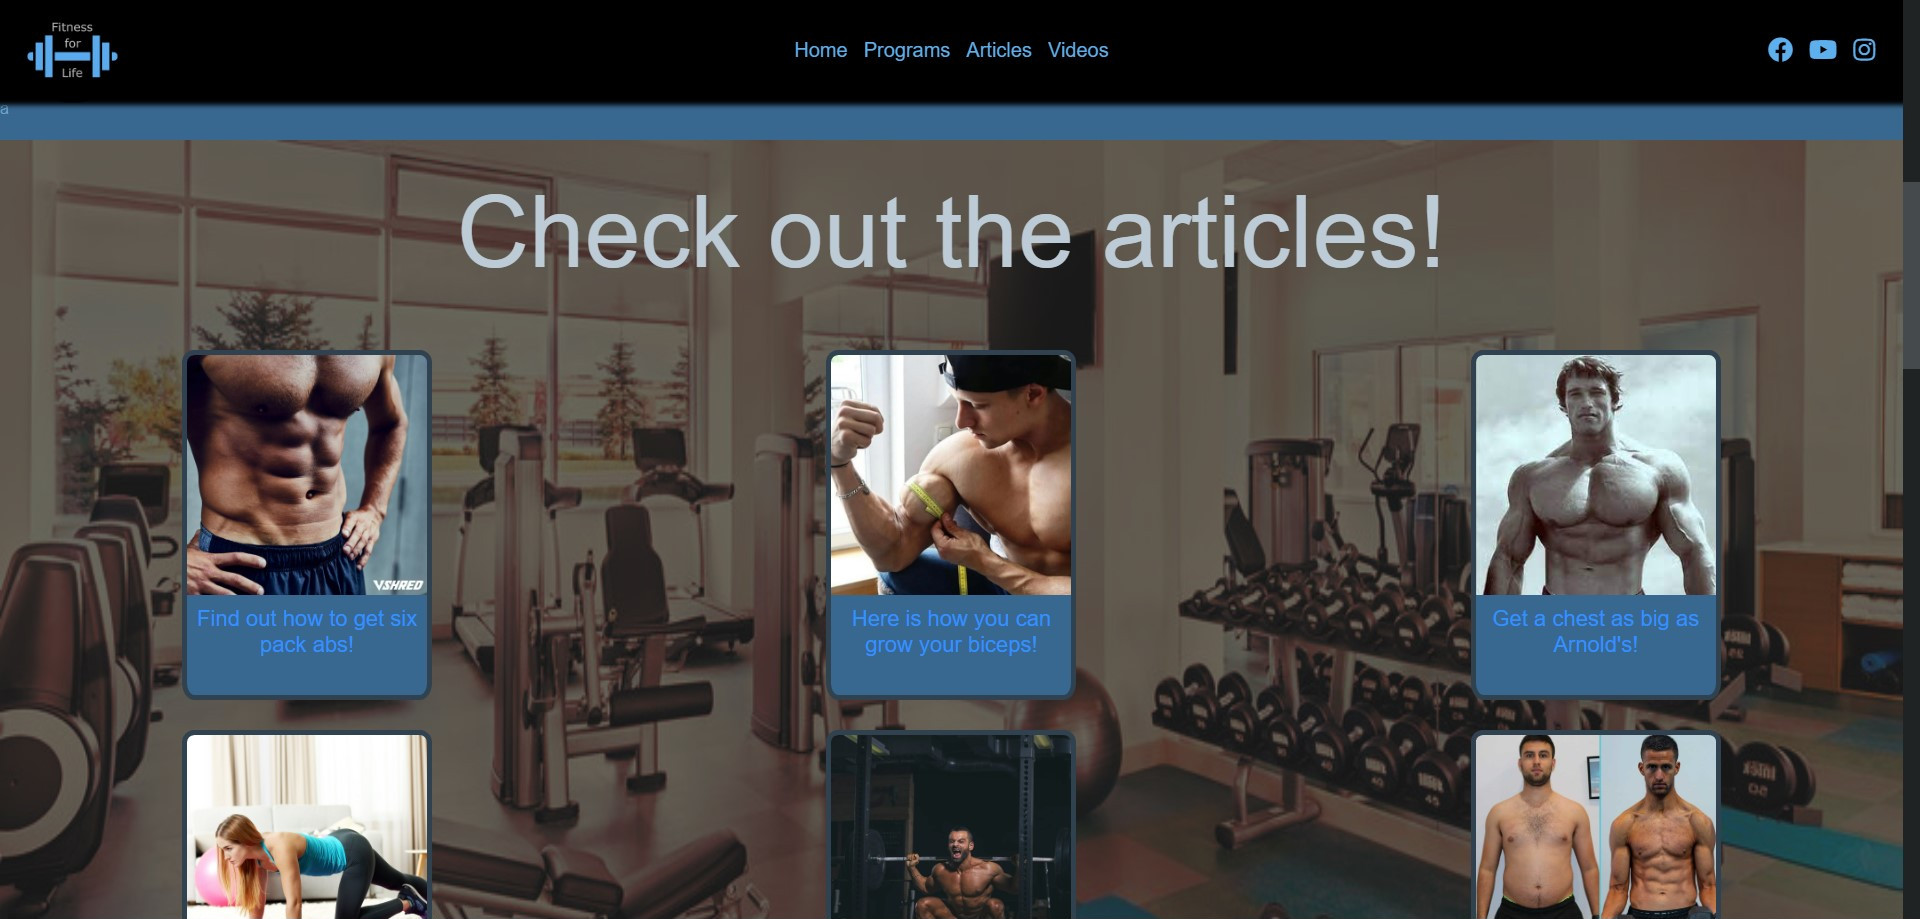 Fitness
for
Life
Home Programs Articles Videos
a
Check out the articles!
VSHRED
Find out how to get six
pack abs!
Here is how you can
grow your biceps!
Get a chest as big as
Arnold's!